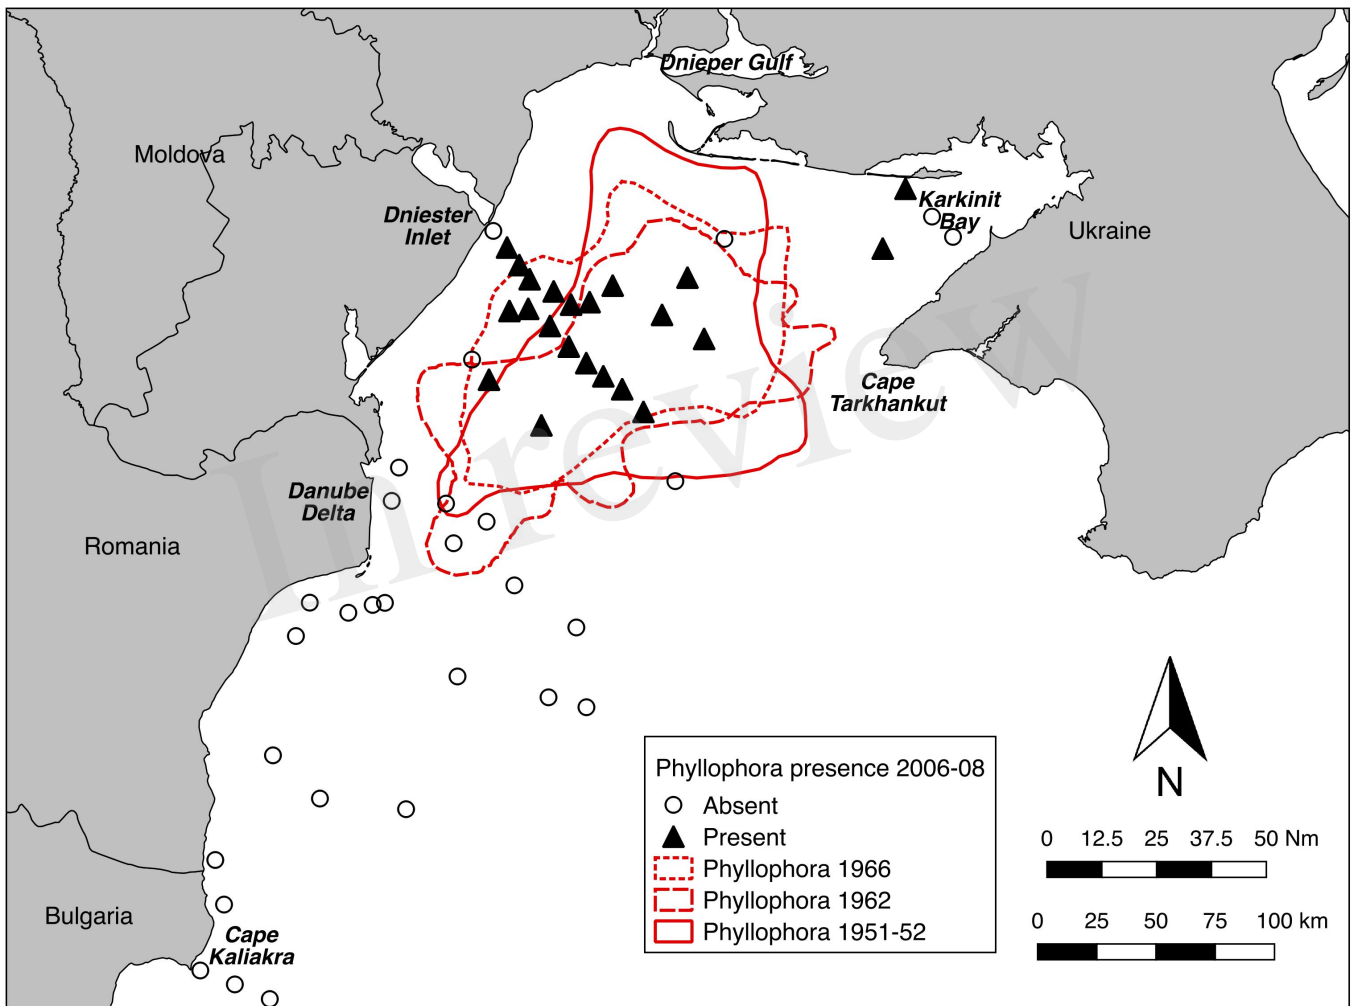 Dnieper Gulf
Moldova
Dniester
Inlet
Karkinit
Bay
Ukraine
Cape
Tarkhankut
Danube
Delta
Romania
In review
Phyllophora presence 2006-08
Absent
Present
Phyllophora 1966
Phyllophora 1962
Phyllophora 1951-52
N
0 12.5 25 37.5 50 Nm
0 25 50 75 100 km
Bulgaria
Cape
Kaliakra